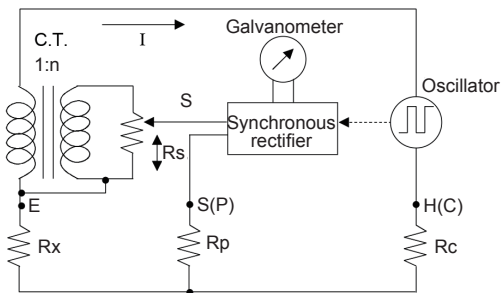 Galvanometer
C.T.
1:n
I
Oscillator
S
Synchronous
rectifier
Rs
E
S(P)
H(C)
Rx
Rp
Rc